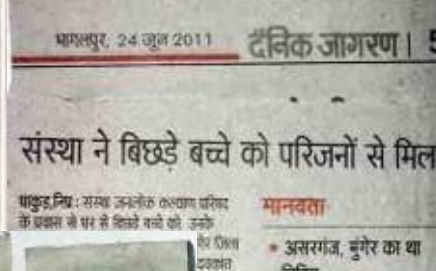 भागलपुर, 24 जून 2011 दैनिक जागरण।
संस्था ने बिछड़े बच्चे को परिजनों से मिल
पाकुड़,निप्र : संस्था जनलोक कल्याण परिषद
के प्रयास से घर से बिछड़े बच्चे को उनके
जिला
मानवता
• असरगंज, मुंगेर का था